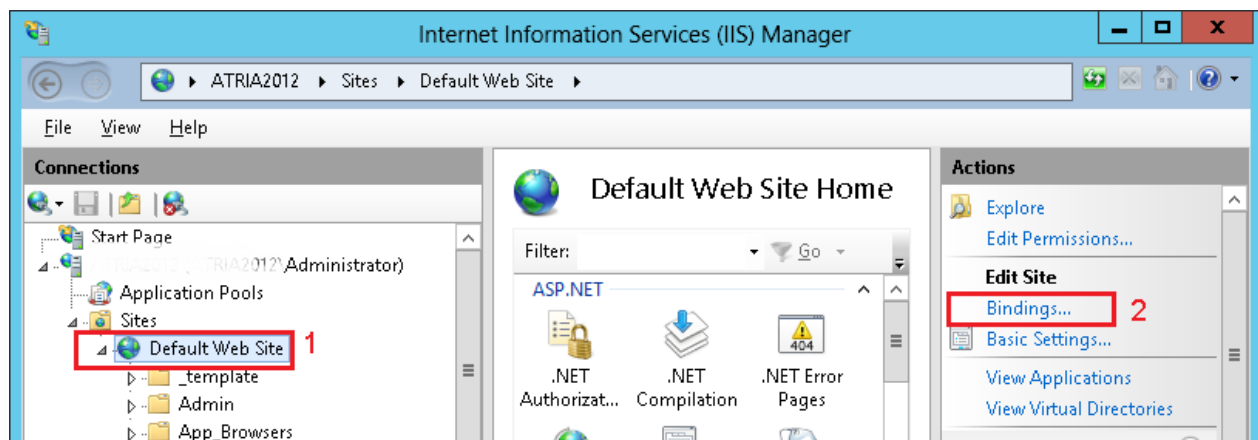 Internet Information Services (IIS) Manager
ATRIA2012 Sites Default Web Site
File View Help
Connections
Start Page
Administrator)
Application Pools
Sites
Default Web Site 1
_template
Admin
App_Browsers
Default Web Site Home
Filter: Go
ASP.NET
404
.NET Authorizat...
.NET Compilation
.NET Error Pages
Actions
Explore
Edit Permissions...
Edit Site
Bindings... 2
Basic Settings...
View Applications
View Virtual Directories